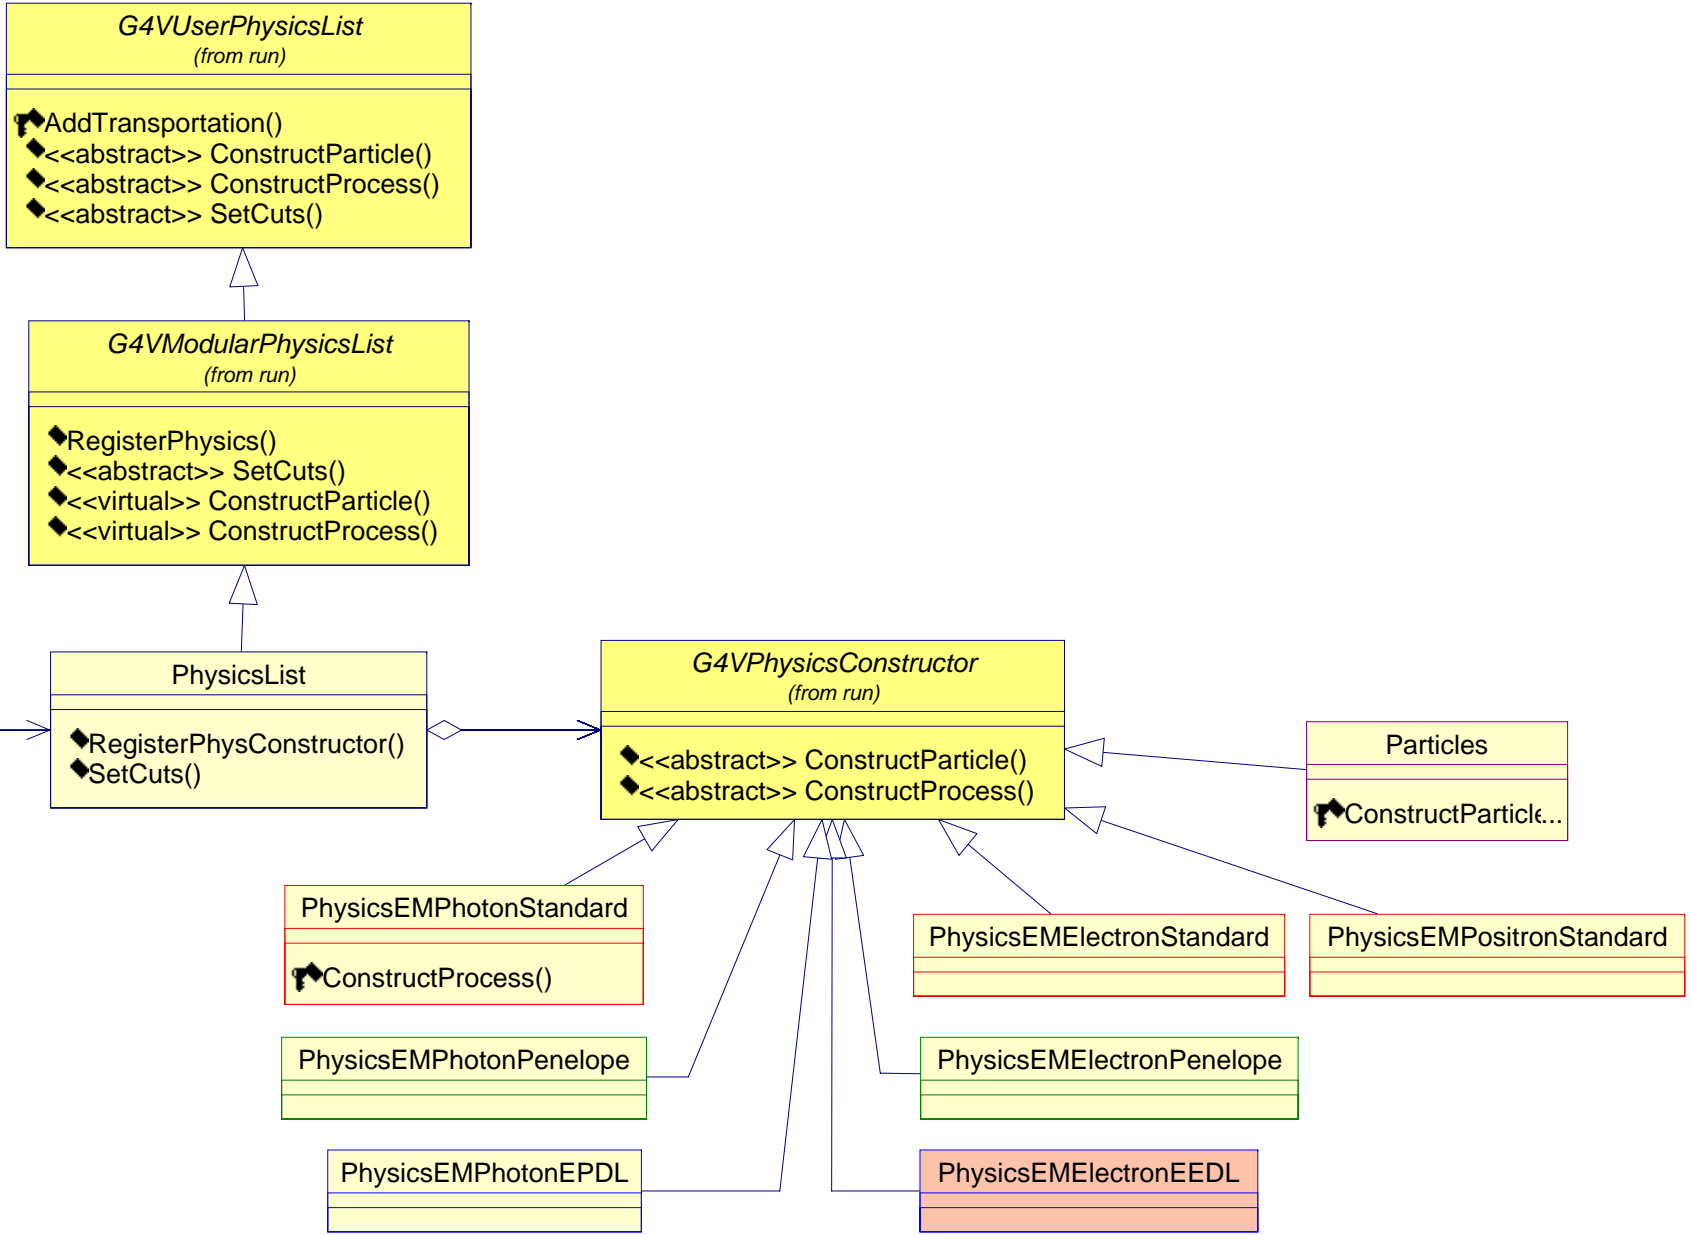 G4VUserPhysicsList
(from run)
AddTransportation()
<<abstract>> ConstructParticle()
<<abstract>> ConstructProcess()
<<abstract>> SetCuts()
G4VModularPhysicsList
(from run)
RegisterPhysics()
<<abstract>> SetCuts()
<<virtual>> ConstructParticle()
<<virtual>> ConstructProcess()
PhysicsList
RegisterPhysConstructor()
SetCuts()
G4VPhysicsConstructor
(from run)
<<abstract>> ConstructParticle()
<<abstract>> ConstructProcess()
Particles
ConstructParticle...
PhysicsEMPhotonStandard
ConstructProcess()
PhysicsEMElectronStandard
PhysicsEMPositronStandard
PhysicsEMPhotonPenelope
PhysicsEMElectronPenelope
PhysicsEMPhotonEPDL
PhysicsEMElectronEEDL